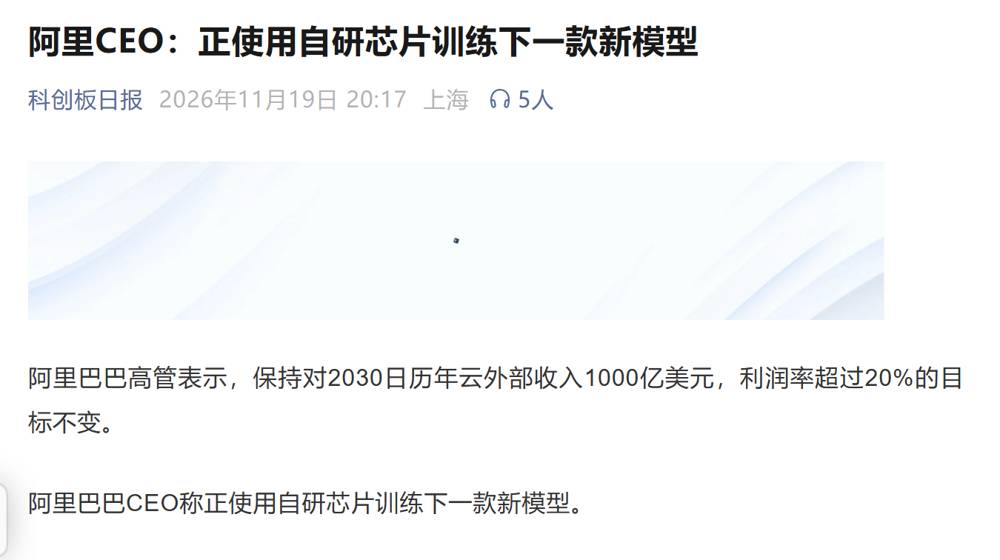 阿里CEO：正使用自研芯片训练下一款新模型
科创板日报 2026年11月19日 20:17 上海 5人
阿里巴巴高管表示，保持对2030日历年云外部收入1000亿美元，利润率超过20%的目
标不变。
阿里巴巴CEO称正使用自研芯片训练下一款新模型。